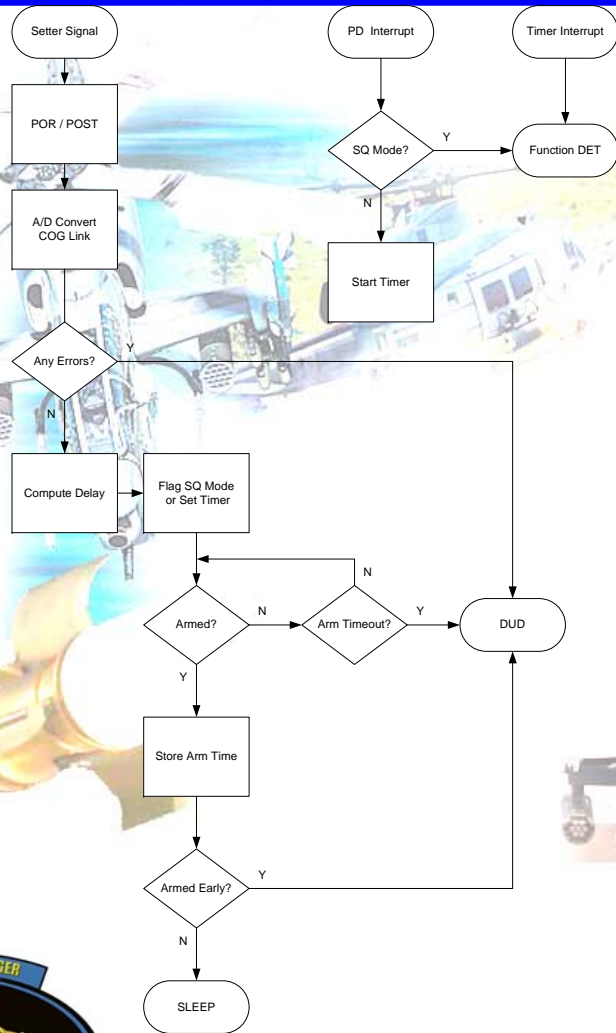 Setter Signal
PD Interrupt
Timer Interrupt
POR / POST
SQ Mode?
Y
Function DET
N
A/D Convert
COG Link
Start Timer
Any Errors?
Y
N
Compute Delay
Flag SQ Mode
or Set Timer
N
Armed?
N
Arm Timeout?
Y
DUD
Y
Store Arm Time
Armed Early?
Y
N
SLEEP